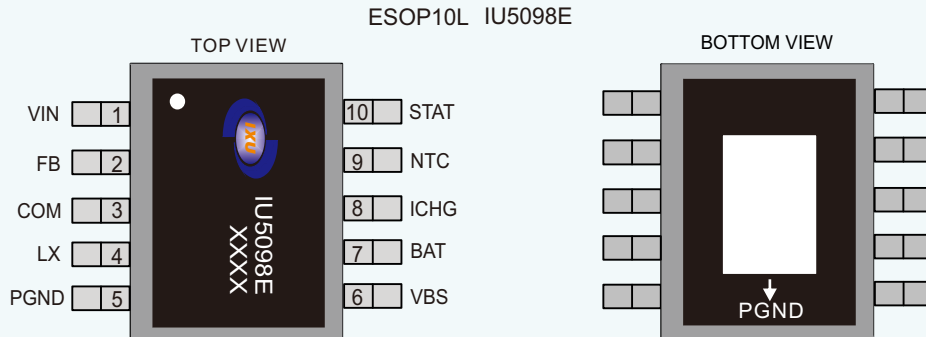 ESOP10L IU5098E
TOP VIEW
BOTTOM VIEW
VIN 1
FB 2
COM 3
LX 4
PGND 5
10 STAT
9 NTC
8 ICHG
7 BAT
6 VBS
IXU
IU5098E
XXXX
PGND